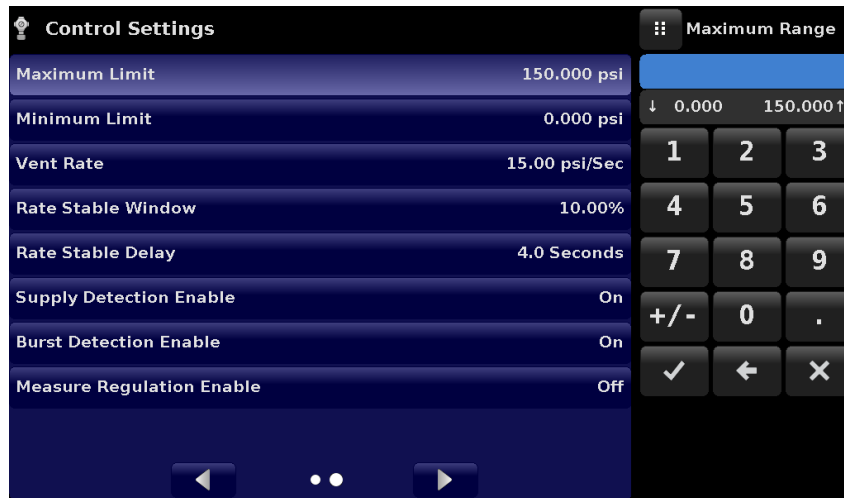 Control Settings
Maximum Limit 150.000 psi
Minimum Limit 0.000 psi
Vent Rate 15.00 psi/Sec
Rate Stable Window 10.00%
Rate Stable Delay 4.0 Seconds
Supply Detection Enable On
Burst Detection Enable On
Measure Regulation Enable Off
Maximum Range
↓ 0.000 150.000↑
1 2 3
4 5 6
7 8 9
+/- 0 .